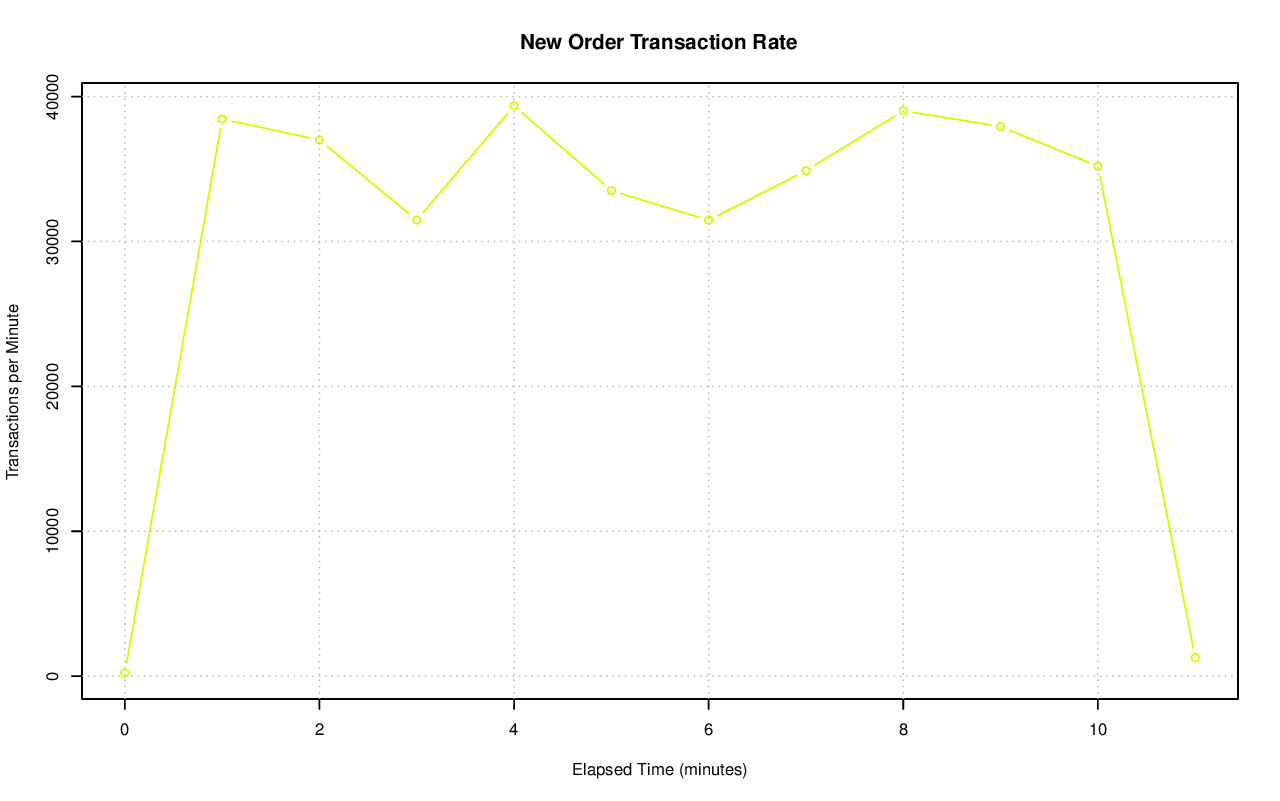 New Order Transaction Rate
Transactions per Minute
40000
30000
20000
10000
0
0 2 4 6 8 10
Elapsed Time (minutes)